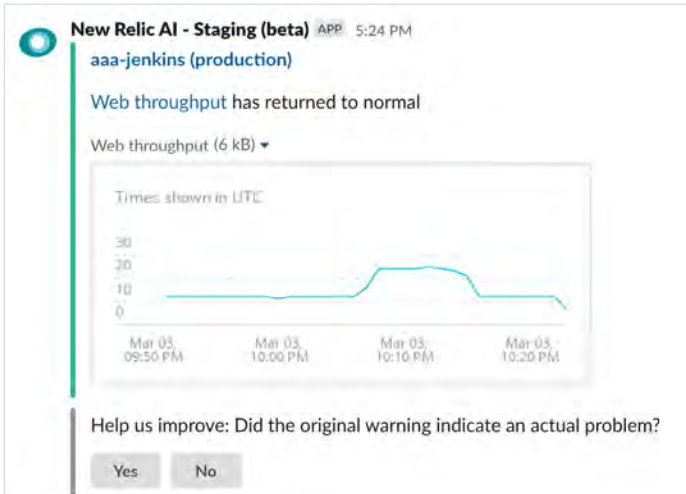 New Relic AI - Staging (beta) APP 5:24 PM
aaa-jenkins (production)
Web throughput has returned to normal
Web throughput (6 kB)
Times shown in UTC
30
20
10
0
Mar 03, 09:50 PM
Mar 03, 10:00 PM
Mar 03, 10:10 PM
Mar 03, 10:20 PM
Help us improve: Did the original warning indicate an actual problem?
Yes No